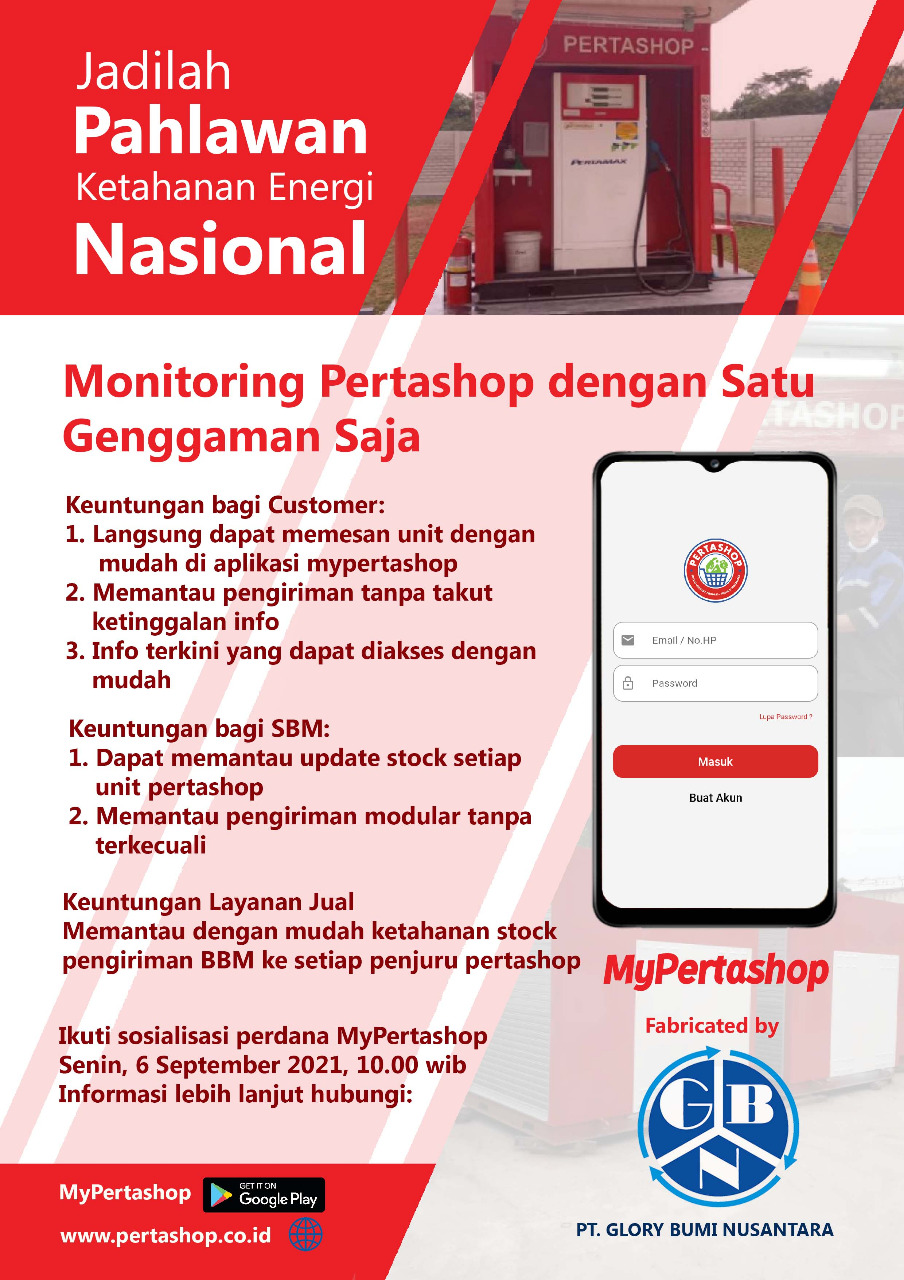 PERTASHOP
PERTAMAX
Jadilah
Pahlawan
Ketahanan Energi
Nasional
Monitoring Pertashop dengan Satu
Genggaman Saja
TASHOP
Keuntungan bagi Customer:
1. Langsung dapat memesan unit dengan
mudah di aplikasi mypertashop
2. Memantau pengiriman tanpa takut
ketinggalan info
3. Info terkini yang dapat diakses dengan
mudah
Keuntungan bagi SBM:
1. Dapat memantau update stock setiap
unit pertashop
2. Memantau pengiriman modular tanpa
terkecuali
Keuntungan Layanan Jual
Memantau dengan mudah ketahanan stock
pengiriman BBM ke setiap penjuru pertashop
PERTASHOP
Email / No.HP
Password
Lupa Password ?
Masuk
Buat Akun
MyPertashop
Fabricated by
GBN
PT. GLORY BUMI NUSANTARA
Ikuti sosialisasi perdana MyPertashop
Senin, 6 September 2021, 10.00 wib
Informasi lebih lanjut hubungi:
MyPertashop
GET IT ON
Google Play
www.pertashop.co.id